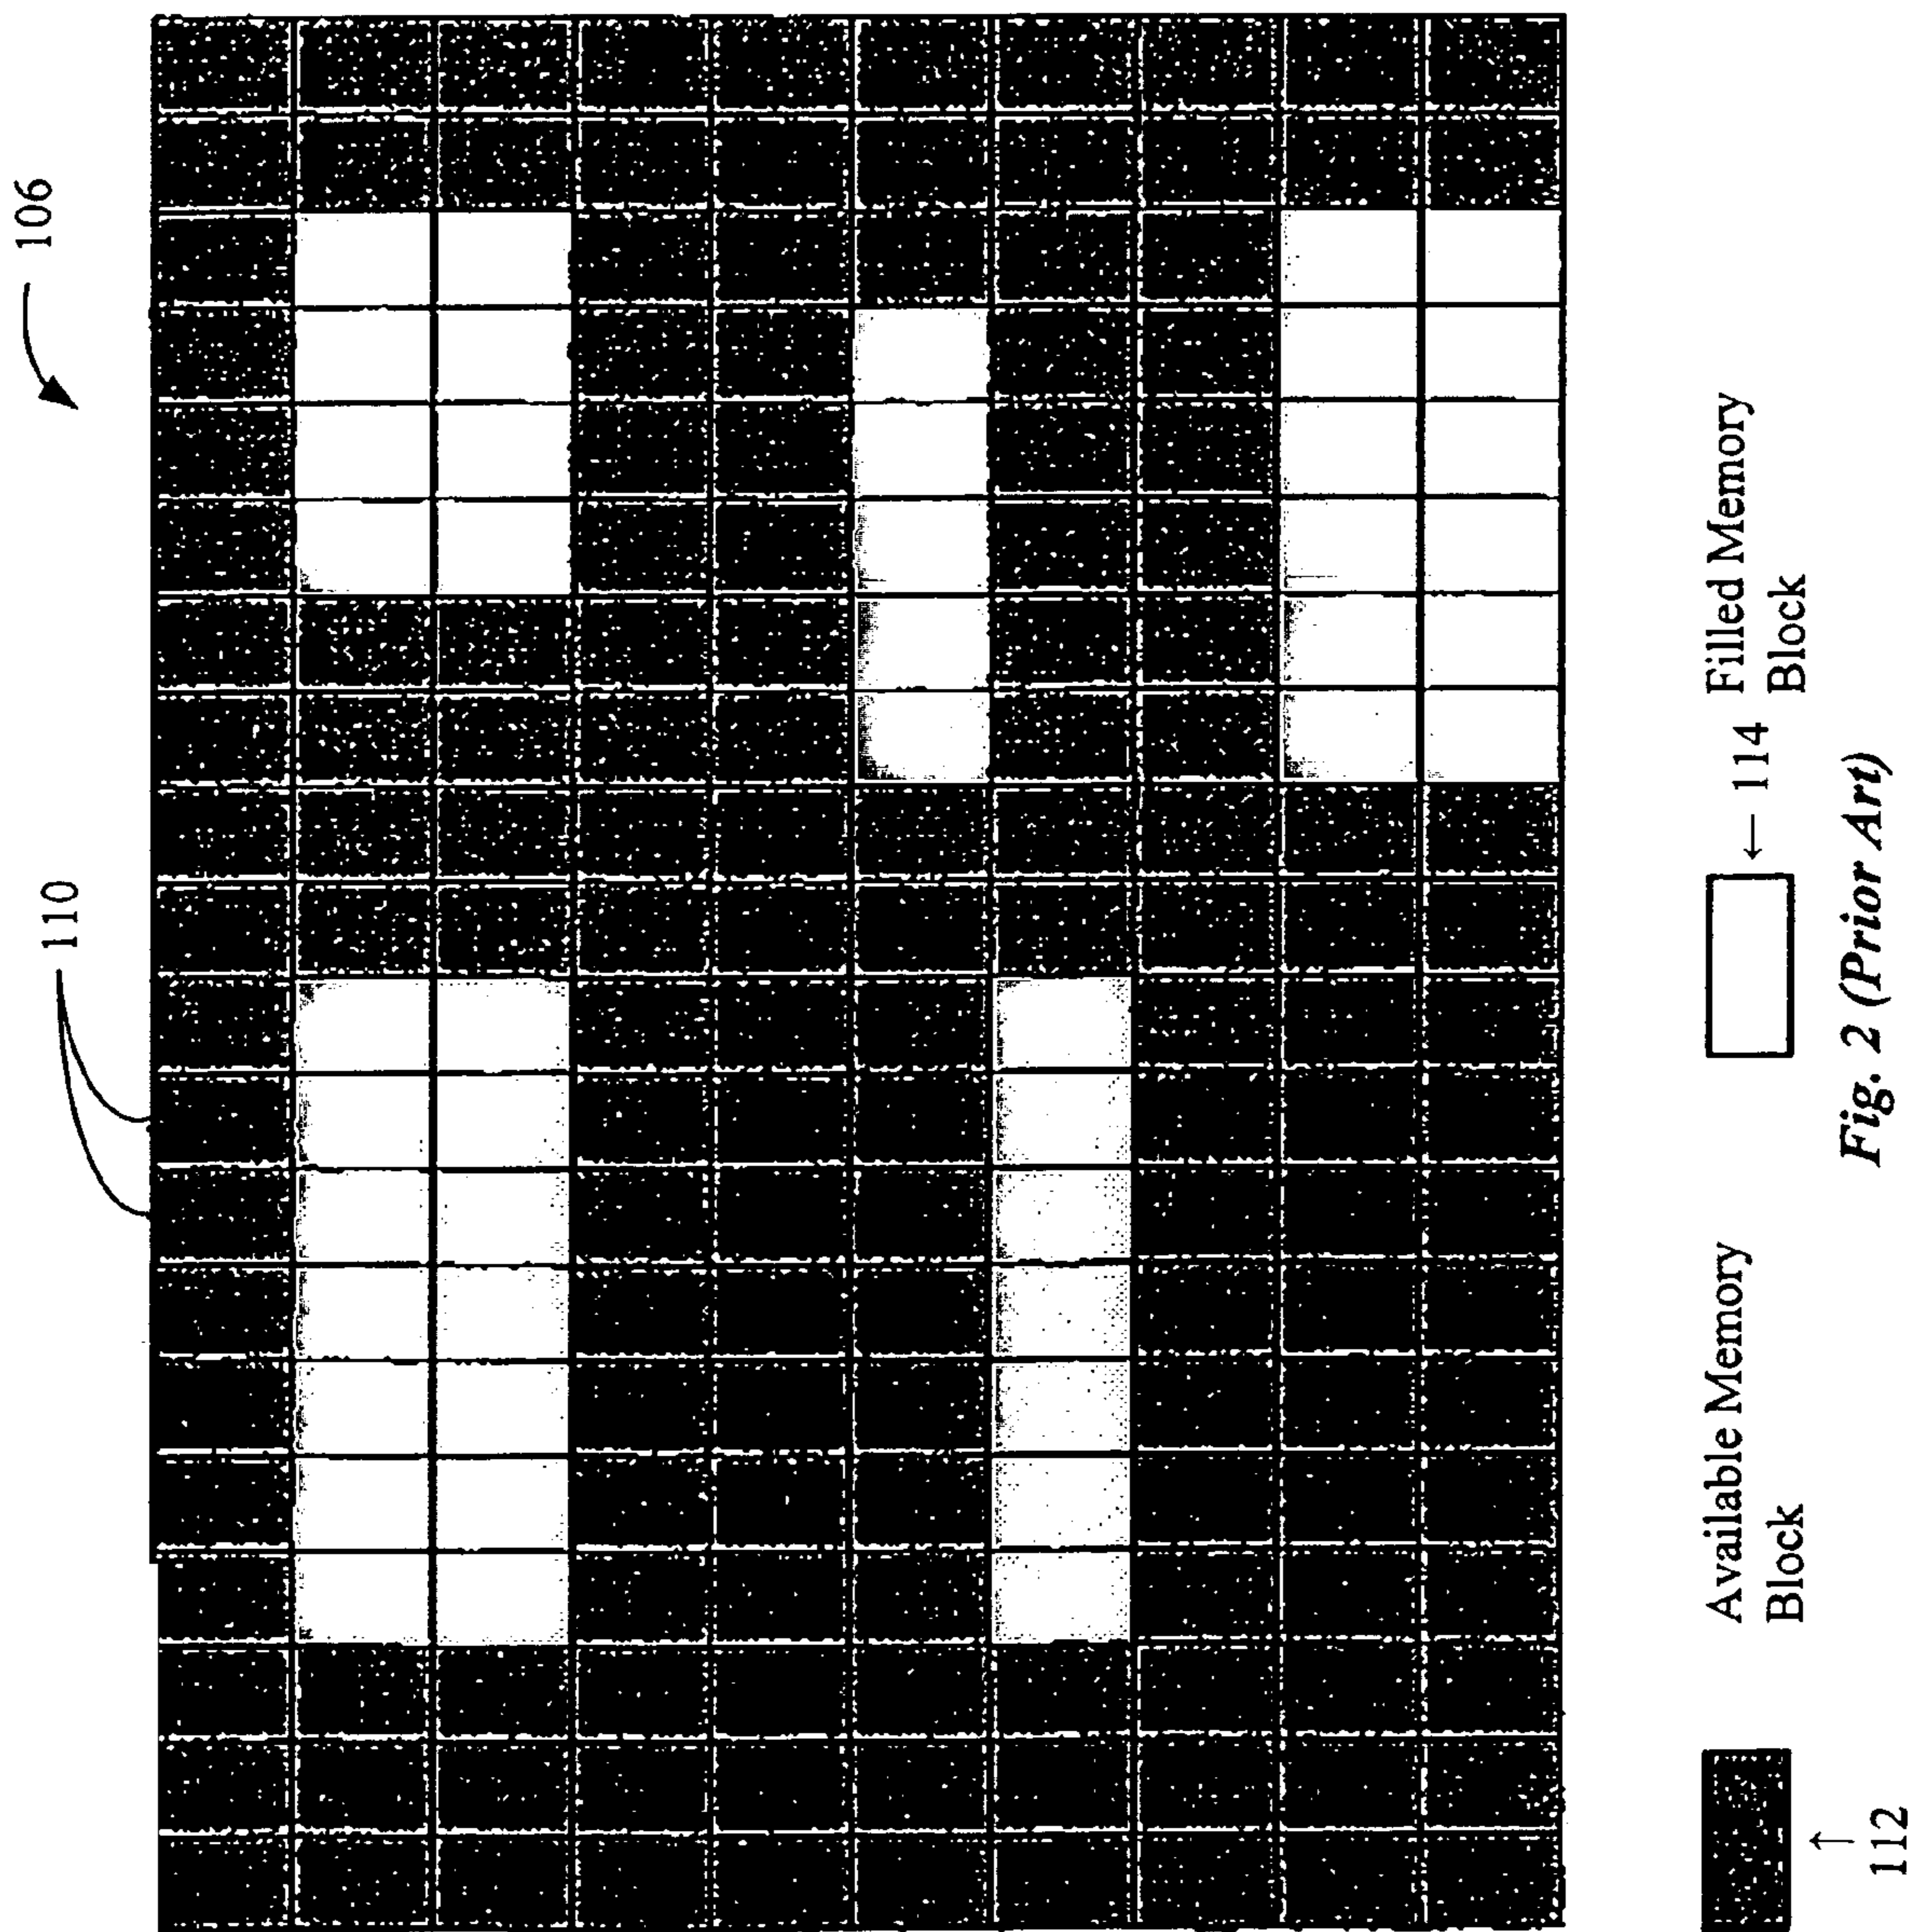 106
110
112
Available Memory
Block
← 114
Filled Memory
Block
Fig. 2 (Prior Art)